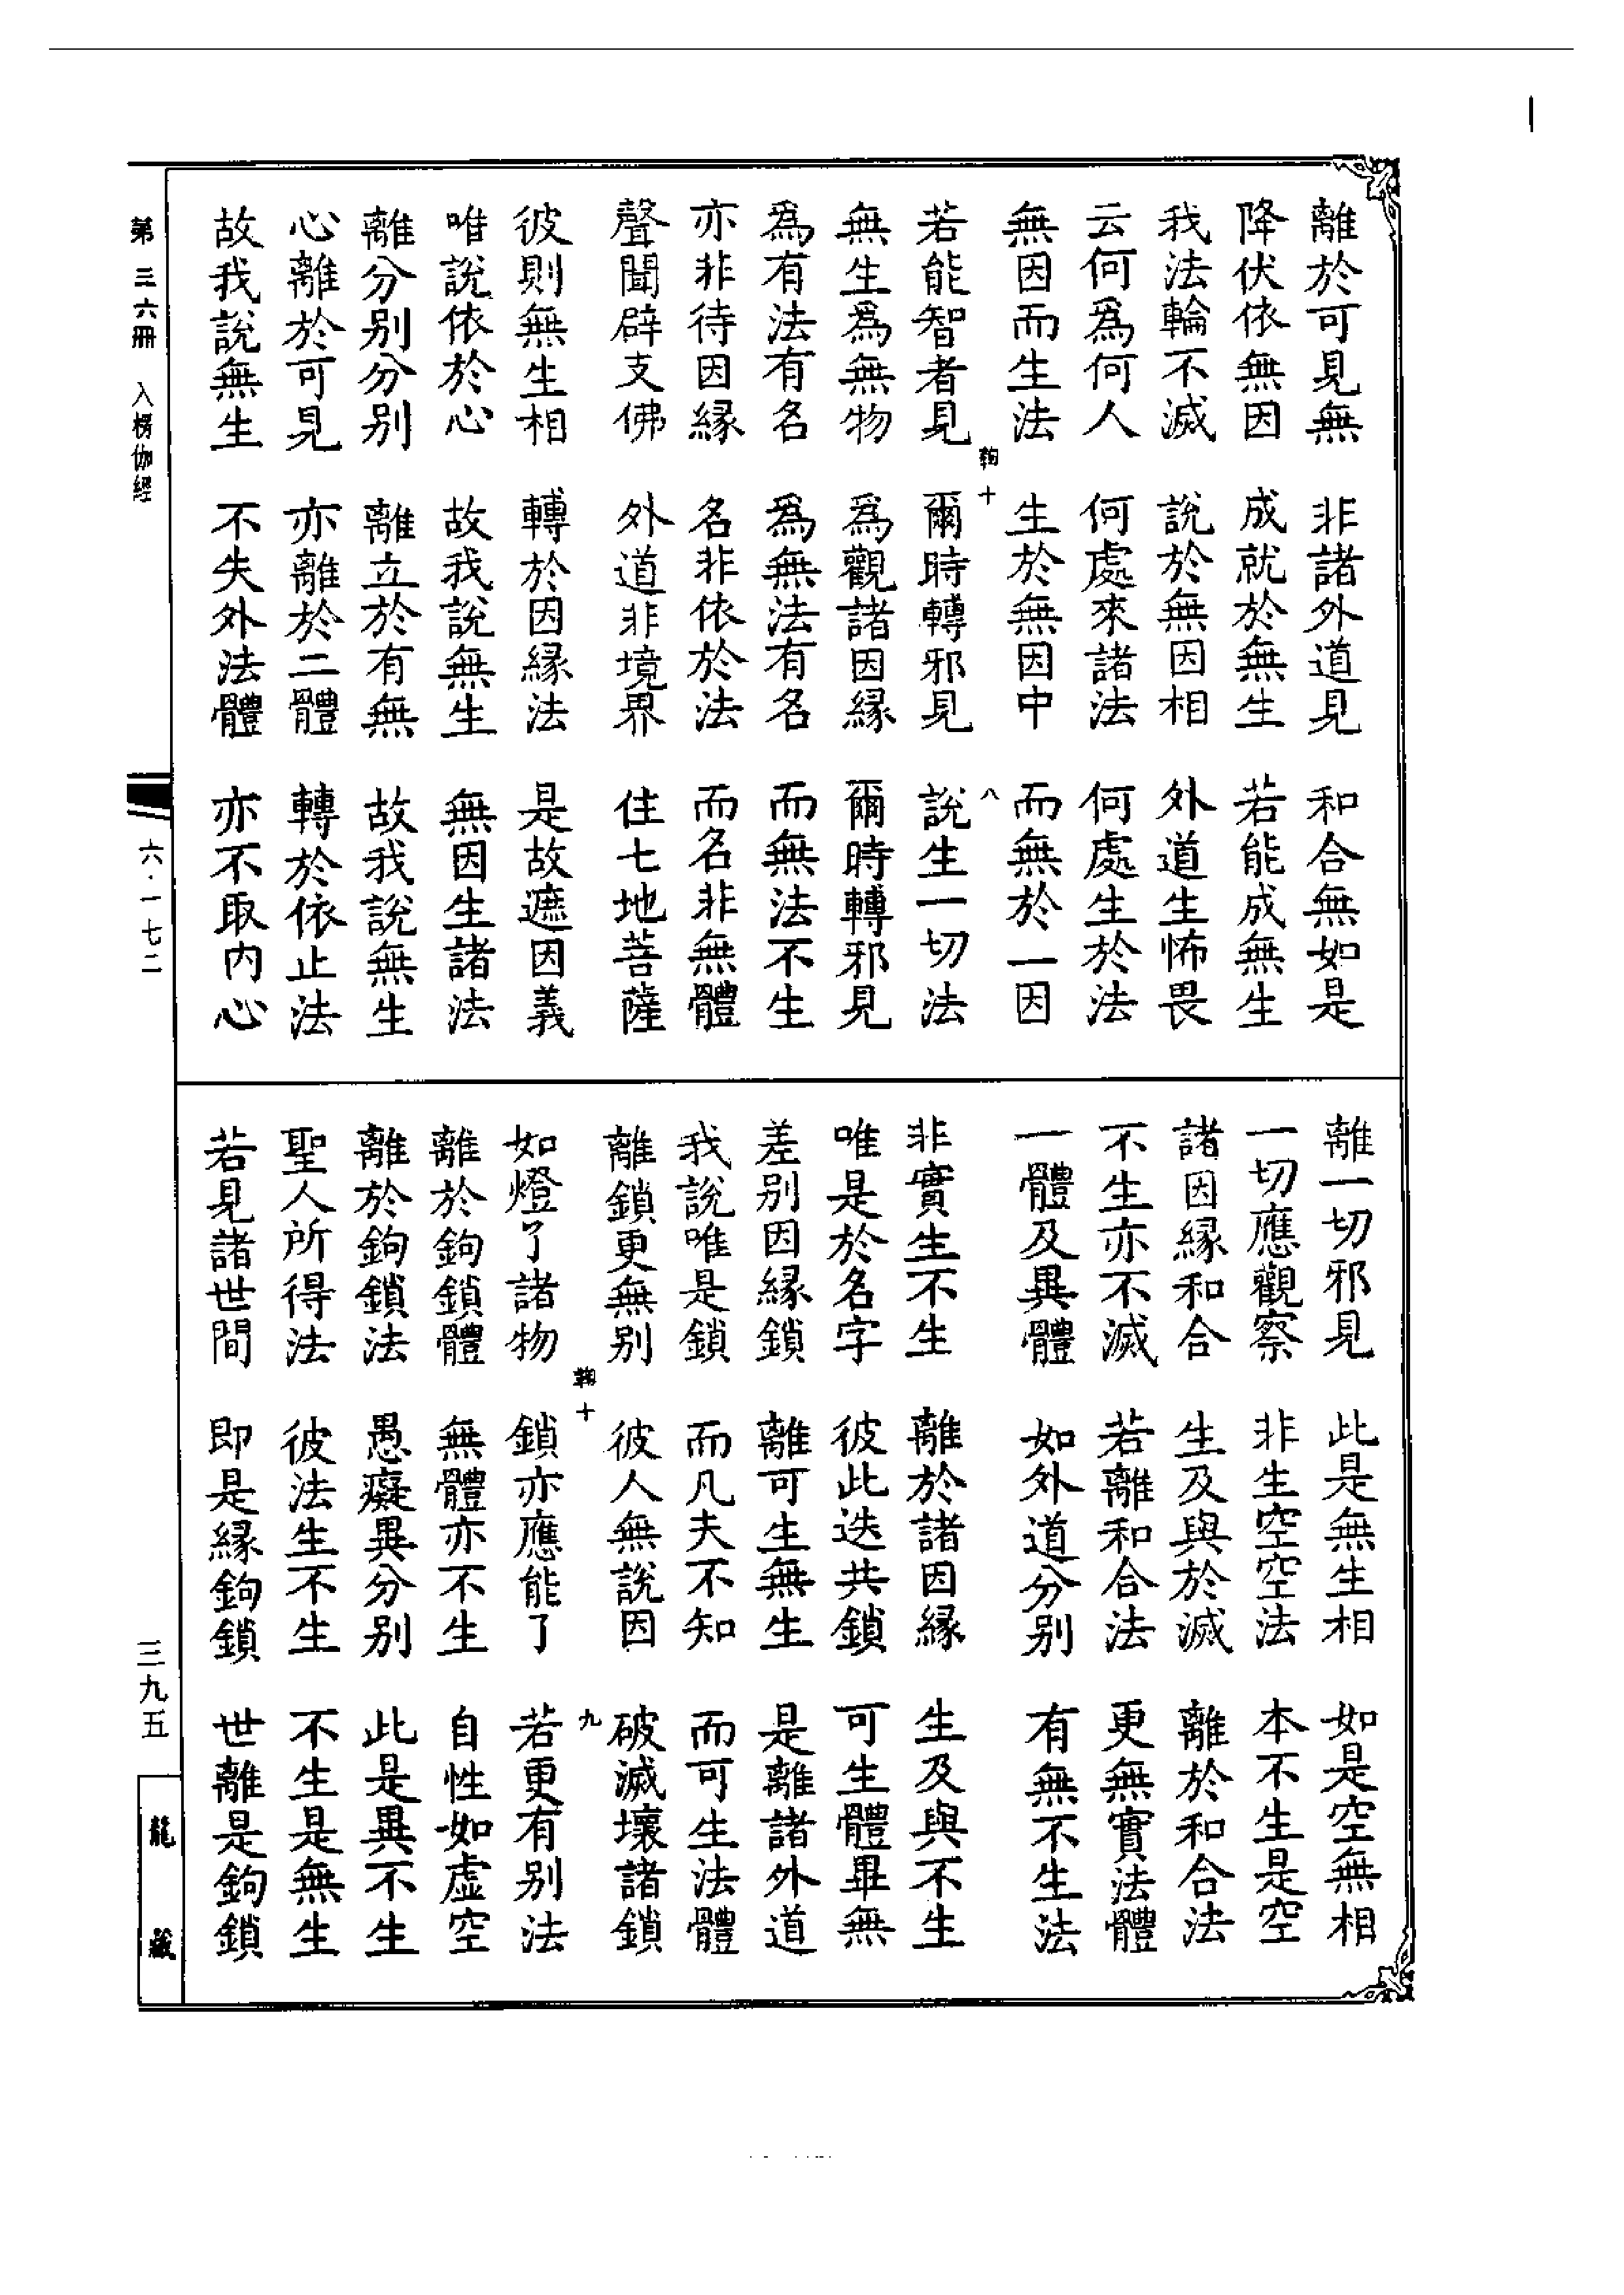 離於可見無　非諸外道見　和合無如是
降伏依無因　成就於無生　若能成無生
我法輪不滅　說於無因相　外道生怖畏
云何爲何人　何處來諸法　何處生於法
無因而生法　生於無因中　而無於一因
鞠十　八
若能智者見　爾時轉邪見　說生一切法
無生爲無物　爲觀諸因緣　爾時轉邪見
爲有法有名　爲無法有名　而無法不生
亦非待因緣　名非依於法　而名非無體
聲聞辟支佛　外道非境界　住七地菩薩
彼則無生相　轉於因緣法　是故遮因義
唯說依於心　故我說無生　無因生諸法
離分别分别　離立於有無　故我說無生
心離於可見　亦離於二體　轉於依止法
故我說無生　不失外法體　亦不取內心
離一切邪見　此是無生相　如是空無相
一切應觀察　非生空空法　本不生是空
諸因緣和合　生及與於滅　離於和合法
不生亦不滅　若離和合法　更無實法體
一體及異體　如外道分别　有無不生法
非實生不生　離於諸因緣　生及與不生
唯是於名字　彼此迭共鎖　可生體畢無
差别因緣鎖　離可生無生　是離諸外道
我說唯是鎖　而凡夫不知　而可生法體
離鎖更無别　彼人無說因　破滅壞諸鎖
鞠十　九
如燈了諸物　鎖亦應能了　若更有别法
離於鉤鎖體　無體亦不生　自性如虛空
離於鉤鎖法　愚癡異分别　此是異不生
聖人所得法　彼法生不生　不生是無生
若見諸世間　即是緣鉤鎖　世離是鉤鎖
第三六冊　入楞伽經
六·一七二
三九五
龍藏